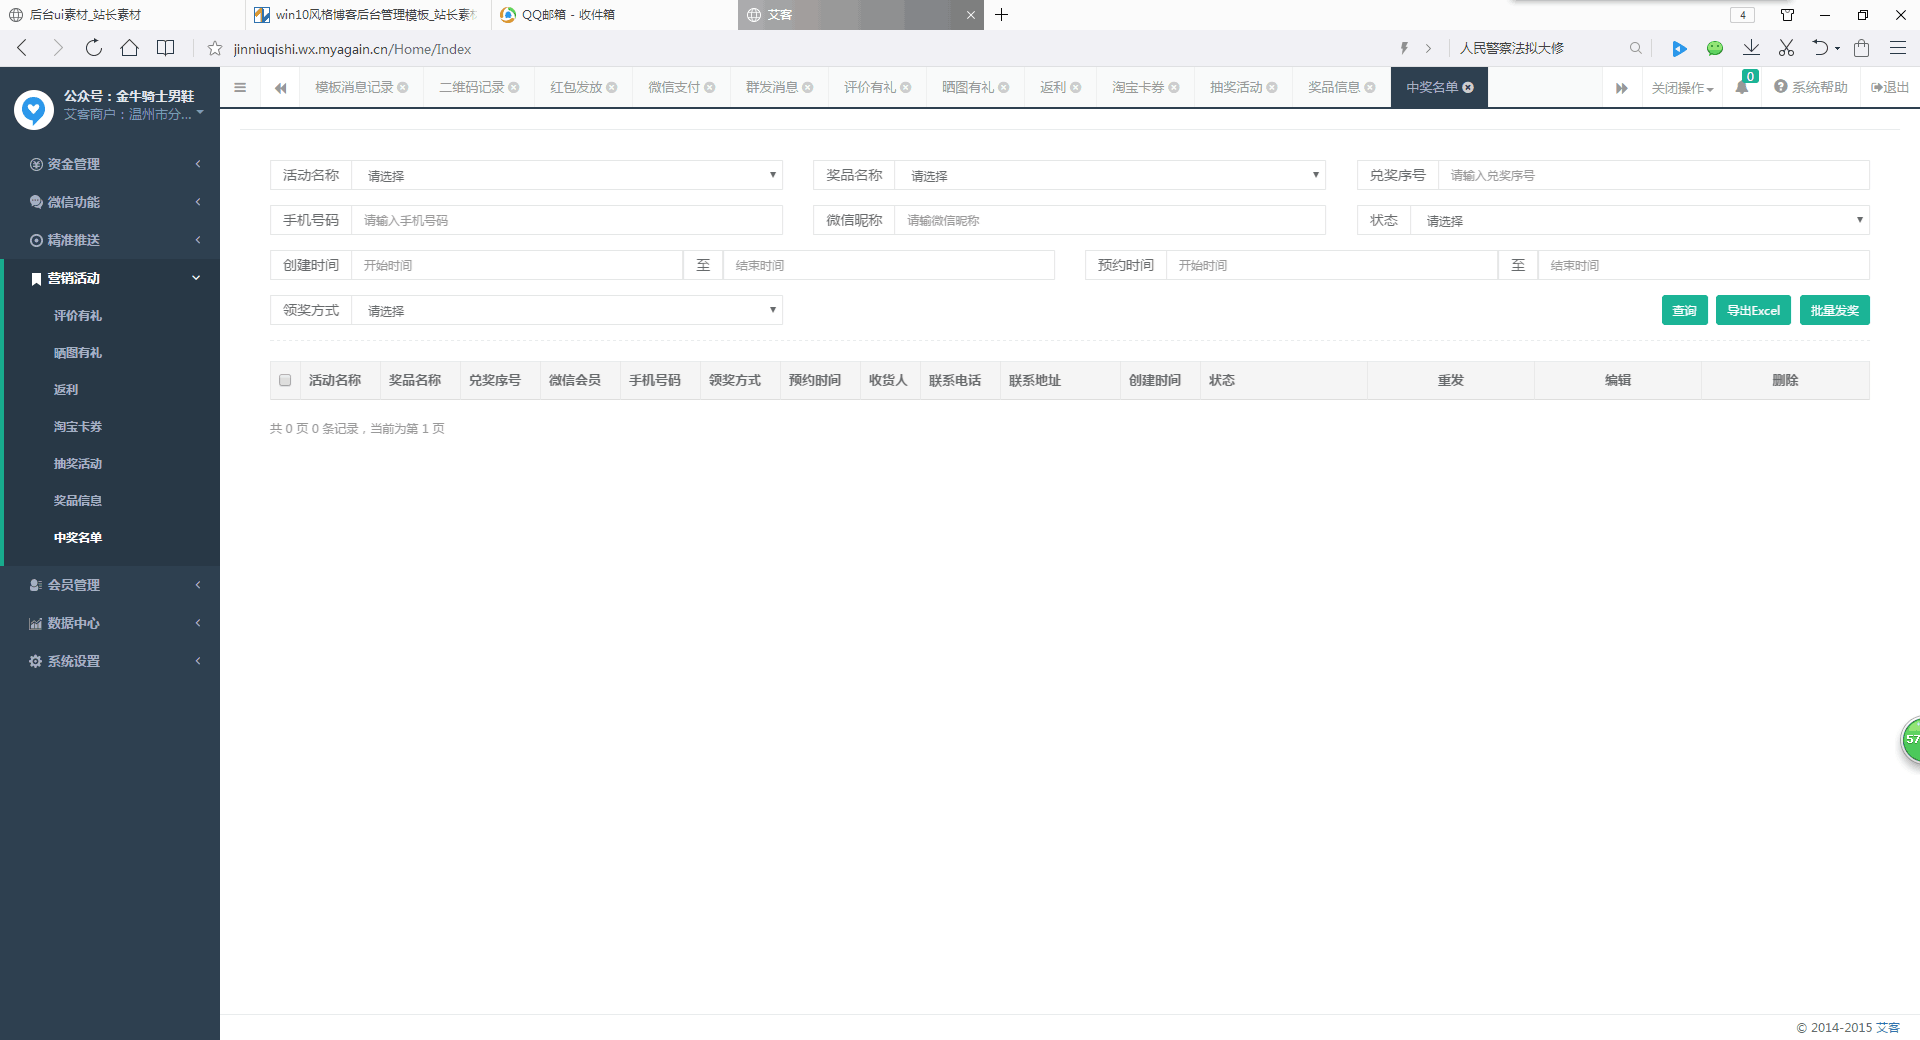 后台ui素材_站长素材
win10风格博客后台管理模板_站长素材
QQ邮箱 - 收件箱
艾客
4
jinniuqishi.wx.myagain.cn/Home/Index
人民警察法拟大修
公众号：金牛骑士男鞋
艾客商户：温州市分...
模板消息记录
二维码记录
红包发放
微信支付
群发消息
评价有礼
晒图有礼
返利
淘宝卡券
抽奖活动
奖品信息
中奖名单
关闭操作
0
系统帮助
退出
资金管理
微信功能
精准推送
营销活动
评价有礼
晒图有礼
返利
淘宝卡券
抽奖活动
奖品信息
中奖名单
会员管理
数据中心
系统设置
活动名称 请选择 奖品名称 请选择 兑奖序号 请输入兑奖序号
手机号码 请输入手机号码 微信昵称 请输微信昵称 状态 请选择
创建时间 开始时间 至 结束时间 预约时间 开始时间 至 结束时间
领奖方式 请选择 查询 导出Excel 批量发奖
活动名称 奖品名称 兑奖序号 微信会员 手机号码 领奖方式 预约时间 收货人 联系电话 联系地址 创建时间 状态 重发 编辑 删除
共 0 页 0 条记录，当前为第 1 页
57
© 2014-2015 艾客